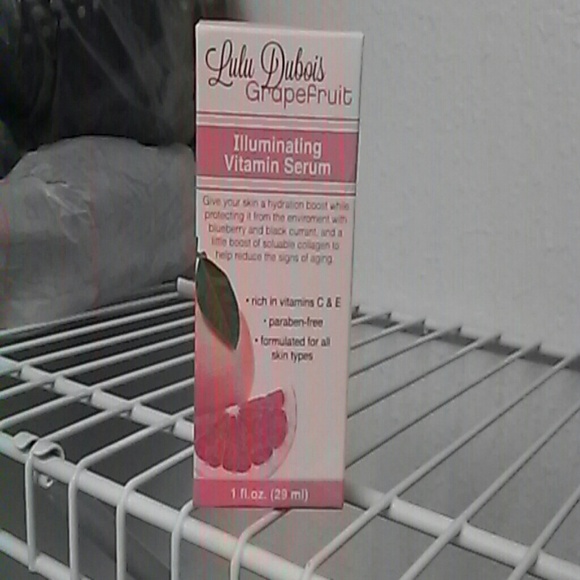 Lulu Dubois
Grapefruit
Illuminating
Vitamin Serum
Give your skin a hydration boost while
protecting it from the enviroment with
blueberry and black currant, and a
little boost of soluable collagen to
help reduce the signs of aging.
• rich in vitamins C & E
• paraben-free
• formulated for all
skin types
1 fl.oz. (29 ml)